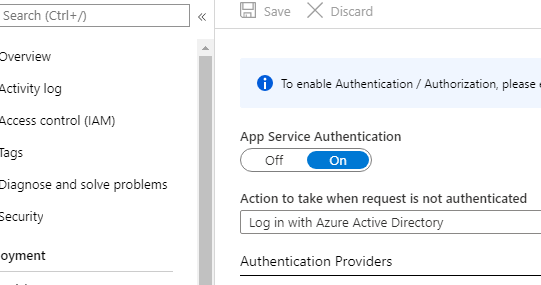 Search (Ctrl+/)
«
Overview
Activity log
Access control (IAM)
Tags
Diagnose and solve problems
Security
oyment
Save
Discard
To enable Authentication / Authorization, please
App Service Authentication
Off
On
Action to take when request is not authenticated
Log in with Azure Active Directory
Authentication Providers